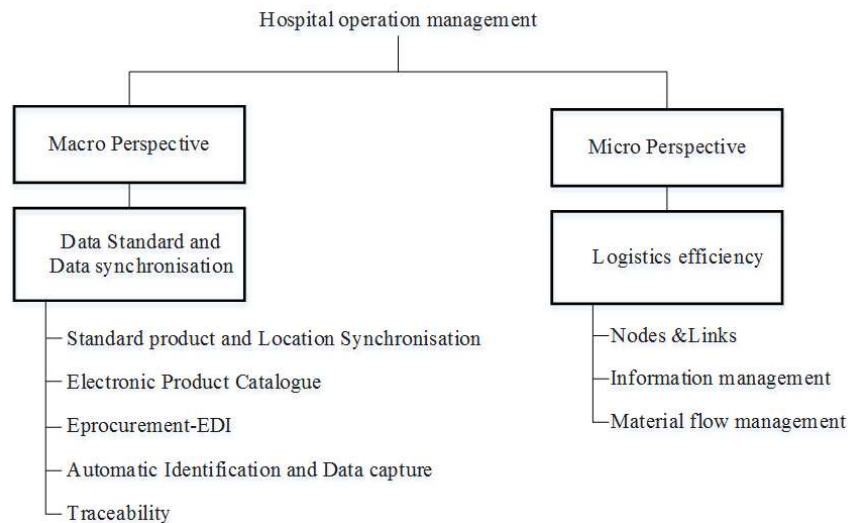 Hospital operation management
Macro Perspective
Micro Perspective
Data Standard and
Data synchronisation
Logistics efficiency
Standard product and Location Synchronisation
Electronic Product Catalogue
Eprocurement-EDI
Automatic Identification and Data capture
Traceability
Nodes &Links
Information management
Material flow management